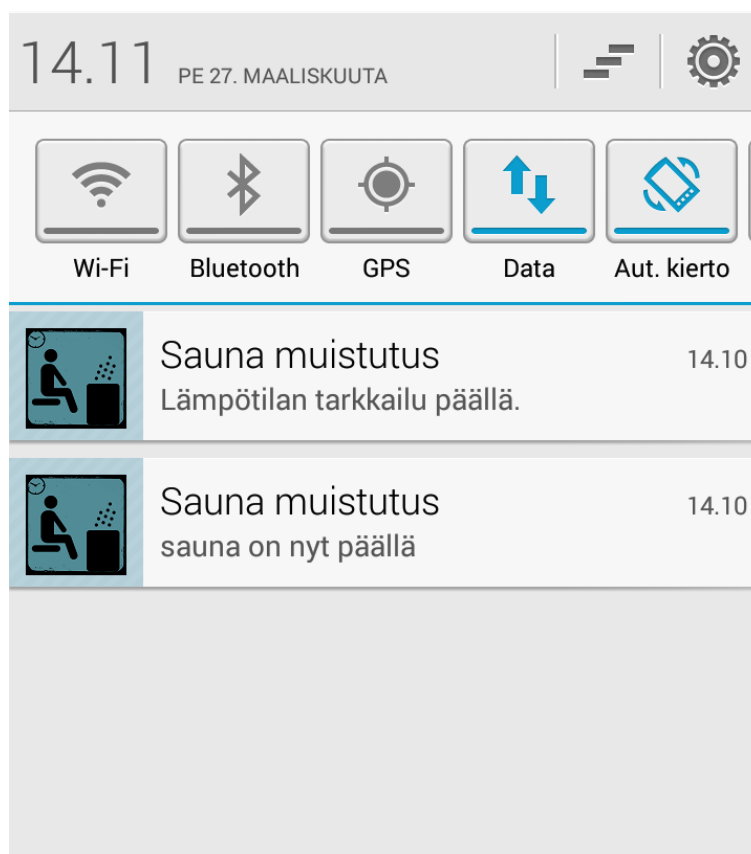 14.11 PE 27. MAALISKUUTA
Wi-Fi Bluetooth GPS Data Aut. kierto
Sauna muistutus 14.10
Lämpötilan tarkkailu päällä.
Sauna muistutus 14.10
sauna on nyt päällä